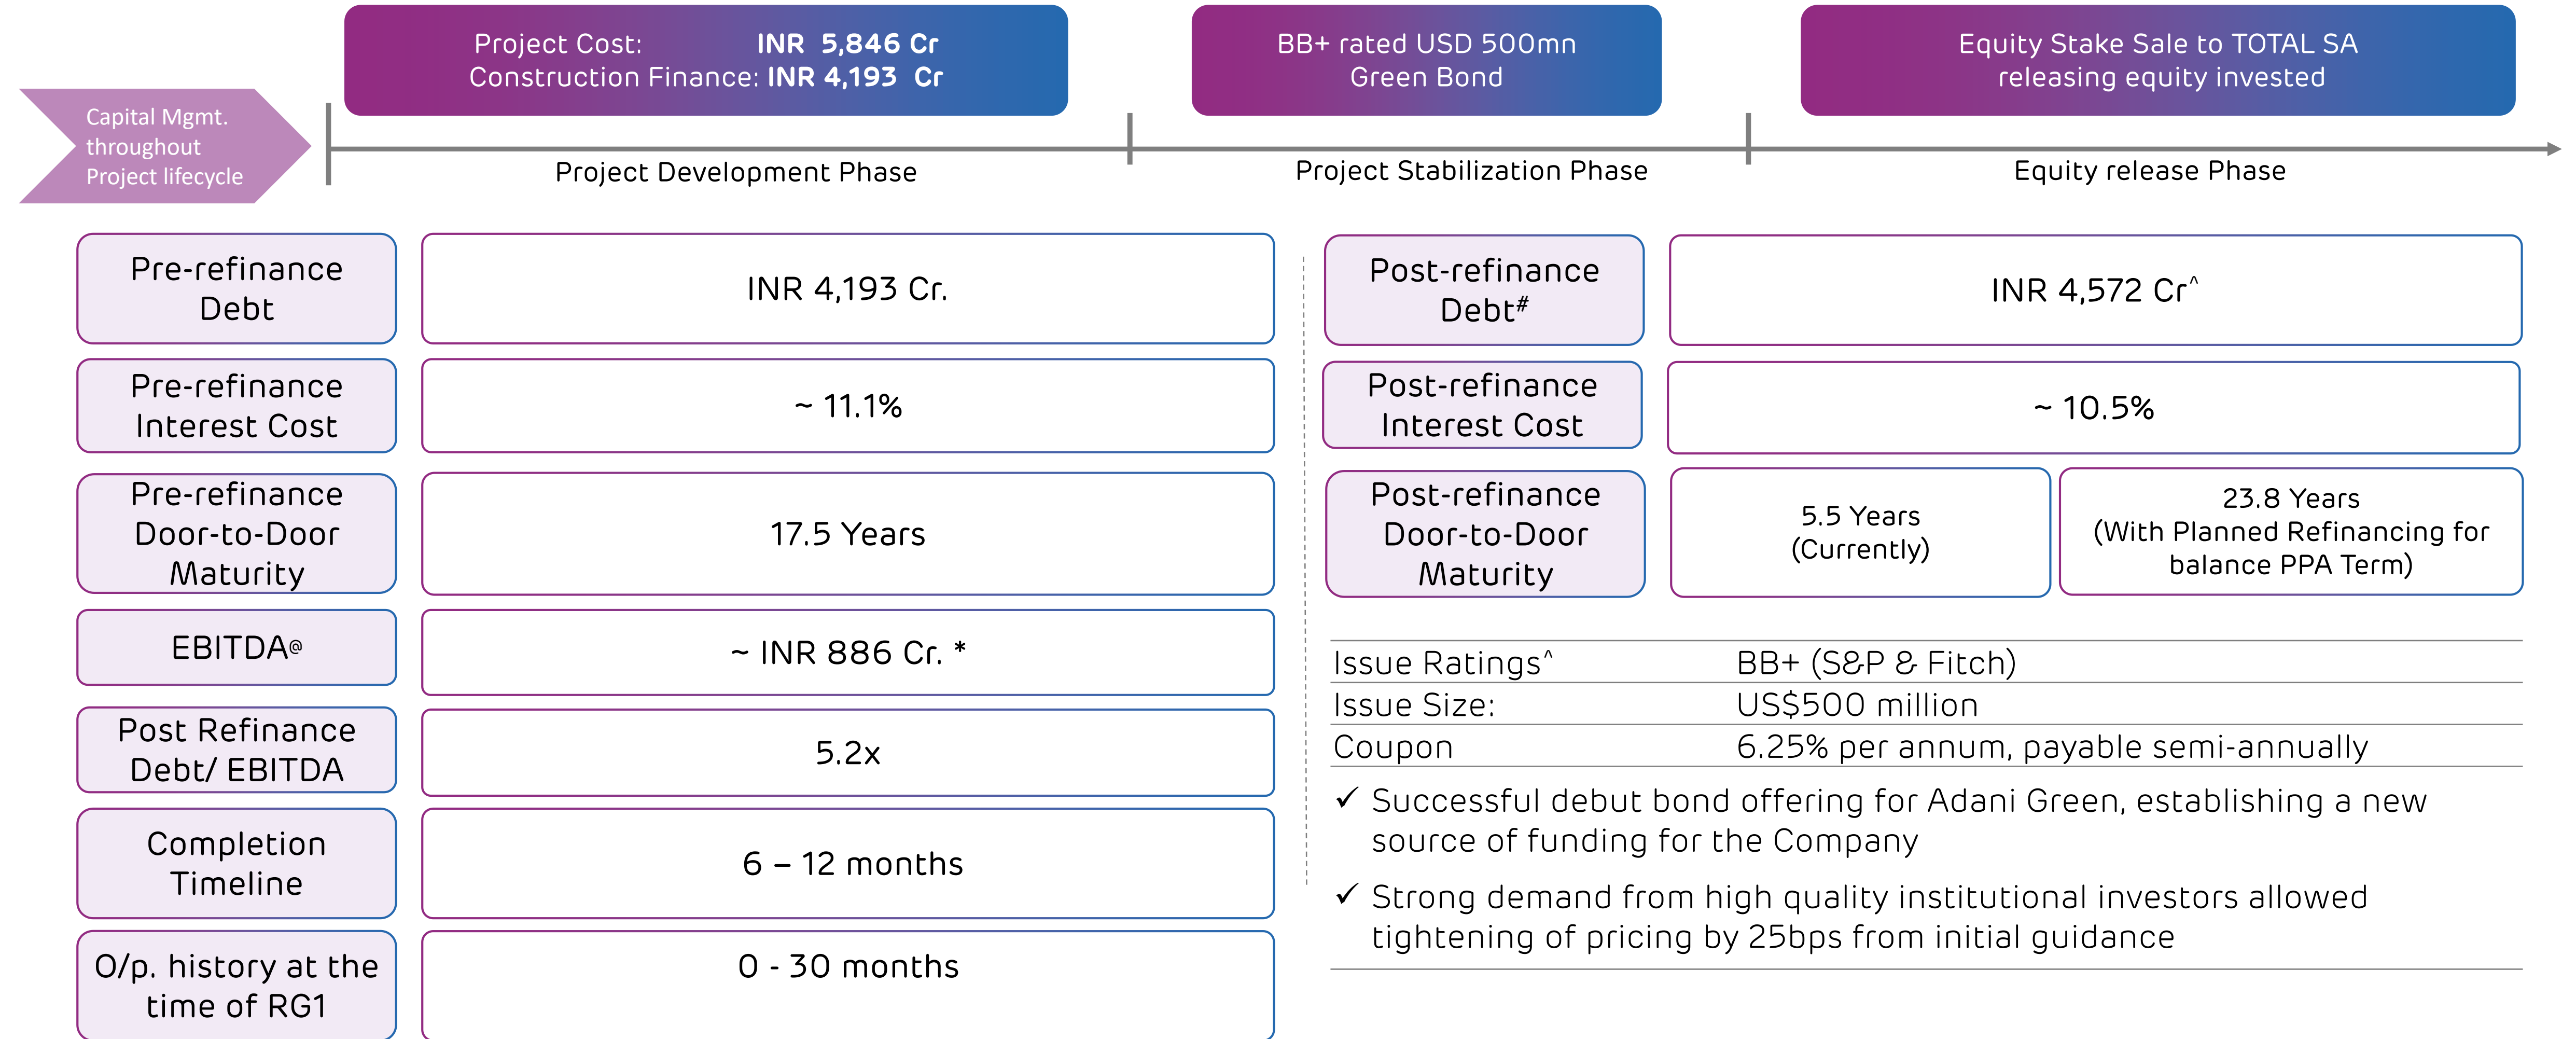 Project Cost: INR 5,846 Cr
Construction Finance: INR 4,193 Cr
BB+ rated USD 500mn
Green Bond
Equity Stake Sale to TOTAL SA
releasing equity invested
Capital Mgmt.
throughout
Project lifecycle
Project Development Phase
Project Stabilization Phase
Equity release Phase
Pre-refinance
Debt
INR 4,193 Cr.
Pre-refinance
Interest Cost
~ 11.1%
Pre-refinance
Door-to-Door
Maturity
17.5 Years
EBITDA@
~ INR 886 Cr. *
Post Refinance
Debt/ EBITDA
5.2x
Completion
Timeline
6 – 12 months
O/p. history at the
time of RG1
0 - 30 months
Post-refinance
Debt#
INR 4,572 Cr^
Post-refinance
Interest Cost
~ 10.5%
Post-refinance
Door-to-Door
Maturity
5.5 Years
(Currently)
23.8 Years
(With Planned Refinancing for
balance PPA Term)
Issue Ratings^ BB+ (S&P & Fitch)
Issue Size: US$500 million
Coupon 6.25% per annum, payable semi-annually
✓ Successful debut bond offering for Adani Green, establishing a new
source of funding for the Company
✓ Strong demand from high quality institutional investors allowed
tightening of pricing by 25bps from initial guidance